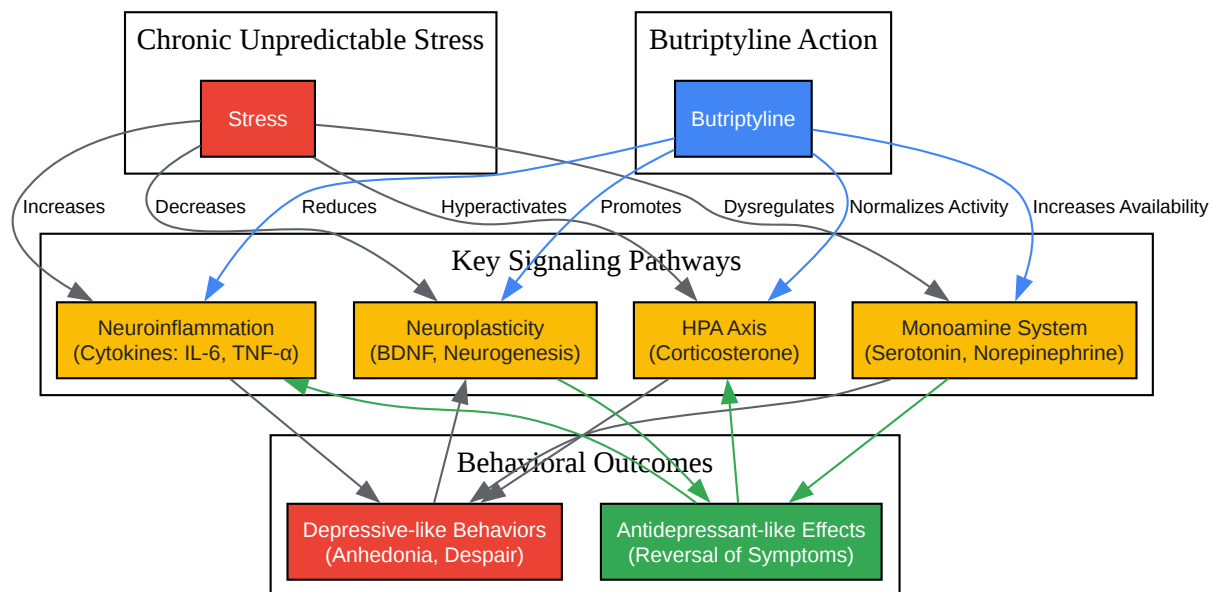 Chronic Unpredictable Stress
Butriptyline Action
Stress
Butriptyline
Increases
Decreases
Reduces
Hyperactivates
Promotes
Dysregulates
Normalizes Activity
Increases Availability
Key Signaling Pathways
Neuroinflammation
(Cytokines: IL-6, TNF-α)
Neuroplasticity
(BDNF, Neurogenesis)
HPA Axis
(Corticosterone)
Monoamine System
(Serotonin, Norepinephrine)
Behavioral Outcomes
Depressive-like Behaviors
(Anhedonia, Despair)
Antidepressant-like Effects
(Reversal of Symptoms)